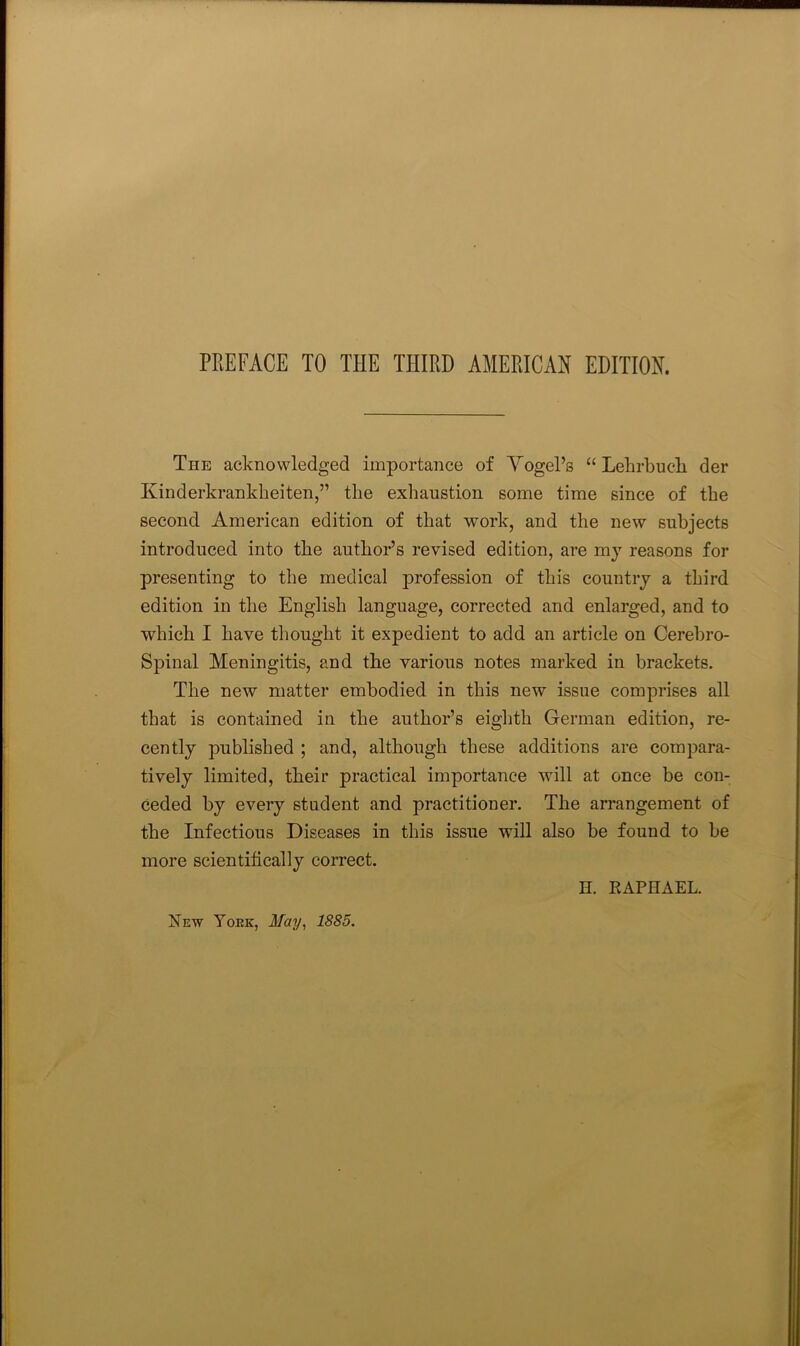 PREFACE TO THE THIRD AMERICAN EDITION.
The acknowledged importance of Vogel's “ Lehrbuch der
Kinderkrankheiten,” the exhaustion some time since of the
second American edition of that work, and the new subjects
introduced into the author's revised edition, are my reasons for
presenting to the medical profession of this country a third
edition in the English language, corrected and enlarged, and to
which I have thought it expedient to add an article on Cerebro-
Spinal Meningitis, and the various notes marked in brackets.
The new matter embodied in this new issue comprises all
that is contained in the author's eighth German edition, re-
cently published ; and, although these additions are compara-
tively limited, their practical importance will at once be con-
ceded by every student and practitioner. The arrangement of
the Infectious Diseases in this issue will also be found to be
more scientifically correct.
H. RAPHAEL.
New York, May, 1885.